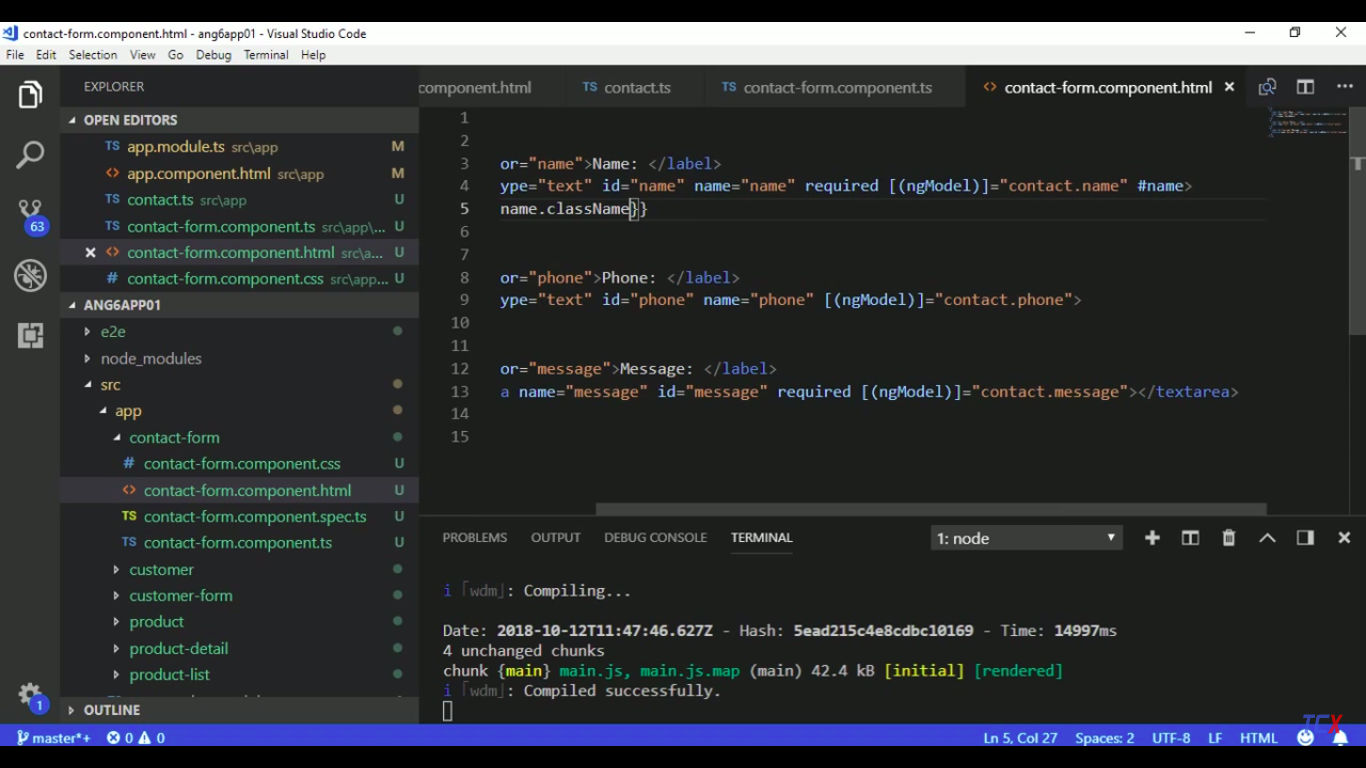 contact-form.component.html - ang6app01 - Visual Studio Code
File Edit Selection View Go Debug Terminal Help
EXPLORER
component.html TS contact.ts TS contact-form.component.ts <> contact-form.component.html ×
OPEN EDITORS
TS app.module.ts src\app M
<> app.component.html src\app M
TS contact.ts src\app U
TS contact-form.component.ts src\app\... U
<> contact-form.component.html src\a... U
# contact-form.component.css src\app... U
63
ANG6APP01
e2e
node_modules
src
app
contact-form
# contact-form.component.css U
<> contact-form.component.html U
TS contact-form.component.spec.ts U
TS contact-form.component.ts U
customer
customer-form
product
product-detail
product-list
OUTLINE
1
1
2
3 or="name">Name: </label>
4 ype="text" id="name" name="name" required [(ngModel)]="contact.name" #name>
5 name.className}}
6
7
8 or="phone">Phone: </label>
9 ype="text" id="phone" name="phone" [(ngModel)]="contact.phone">
10
11
12 or="message">Message: </label>
13 a name="message" id="message" required [(ngModel)]="contact.message"></textarea>
14
15
PROBLEMS OUTPUT DEBUG CONSOLE TERMINAL 1: node
i ｢wdm｣: Compiling...
Date: 2018-10-12T11:47:46.627Z - Hash: 5ead215c4e8cdbc10169 - Time: 14997ms
4 unchanged chunks
chunk {main} main.js, main.js.map (main) 42.4 kB [initial] [rendered]
i ｢wdm｣: Compiled successfully.
TCX
master*+ 0 0 Ln 5, Col 27 Spaces: 2 UTF-8 LF HTML